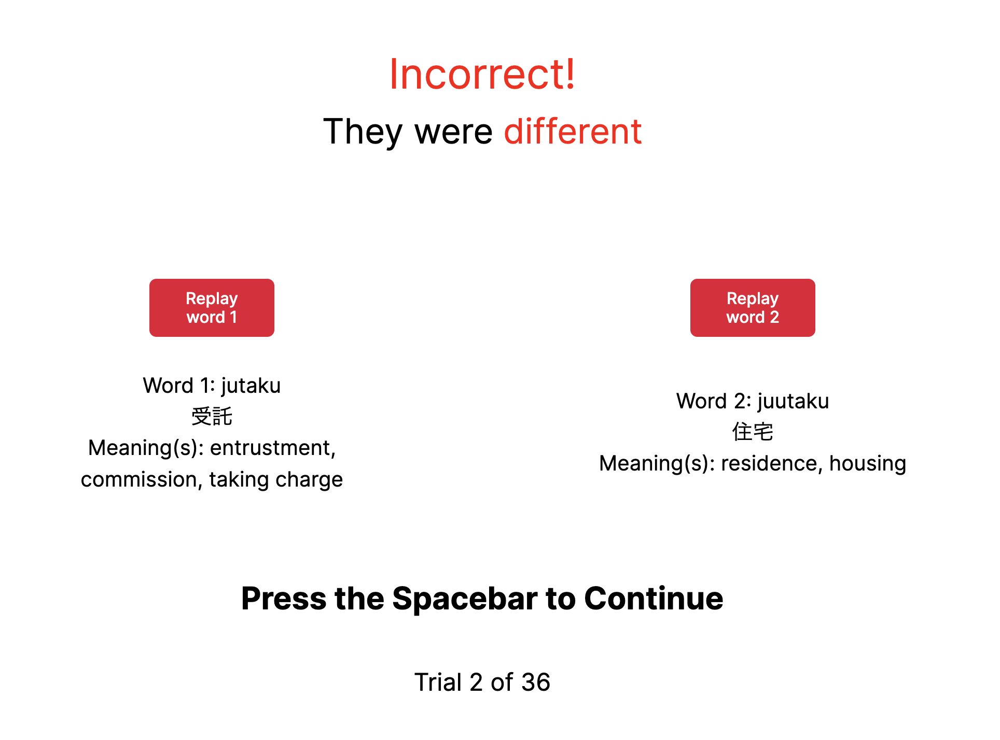 Incorrect!
They were different
Replay
word 1
Word 1: jutaku
受託
Meaning(s): entrustment,
commission, taking charge
Replay
word 2
Word 2: juutaku
住宅
Meaning(s): residence, housing
Press the Spacebar to Continue
Trial 2 of 36